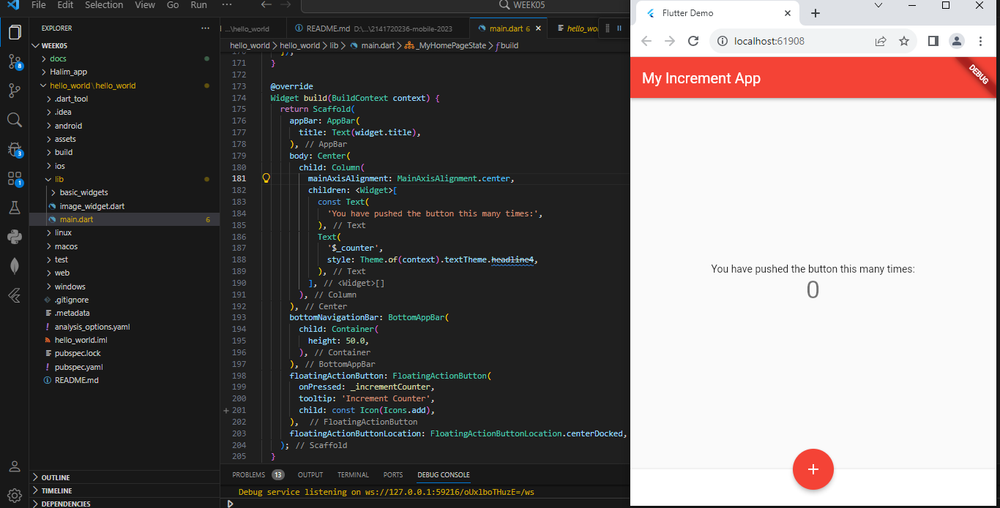 File Edit Selection View Go Run ··· WEEK05
EXPLORER ···
WEEK05
docs
Halim_app
hello_world \ hello_world
.dart_tool
.idea
android
assets
build
ios
lib
basic_widgets
image_widget.dart
main.dart 6
linux
macos
test
web
windows
.gitignore
.metadata
analysis_options.yaml
hello_world.iml
pubspec.lock
pubspec.yaml
README.md
OUTLINE
TIMELINE
DEPENDENCIES
8
3
1
...\hello_world README.md D:\...\2141720236-mobile-2023 main.dart 6 hello_wor
hello_world > hello_world > lib > main.dart > _MyHomePageState > build
170 });
171 }
172
173 @override
174 Widget build(BuildContext context) {
175 return Scaffold(
176 appBar: AppBar(
177 title: Text(widget.title),
178 ), // AppBar
179 body: Center(
180 child: Column(
181 mainAxisAlignment: MainAxisAlignment.center,
182 children: <Widget>[
183 const Text(
184 'You have pushed the button this many times:',
185 ), // Text
186 Text(
187 '$_counter',
188 style: Theme.of(context).textTheme.headline4,
189 ), // Text
190 ], // <Widget>[]
191 ), // Column
192 ), // Center
193 bottomNavigationBar: BottomAppBar(
194 child: Container(
195 height: 50.0,
196 ), // Container
197 ), // BottomAppBar
198 floatingActionButton: FloatingActionButton(
199 onPressed: _incrementCounter,
200 tooltip: 'Increment Counter',
201 child: const Icon(Icons.add),
202 ), // FloatingActionButton
203 floatingActionButtonLocation: FloatingActionButtonLocation.centerDocked,
204 ); // Scaffold
205 }
PROBLEMS 13 OUTPUT TERMINAL PORTS DEBUG CONSOLE
Debug service listening on ws://127.0.0.1:59216/oUxlboTHuzE=/ws
Flutter Demo
localhost:61908
My Increment App
DEBUG
You have pushed the button this many times:
0